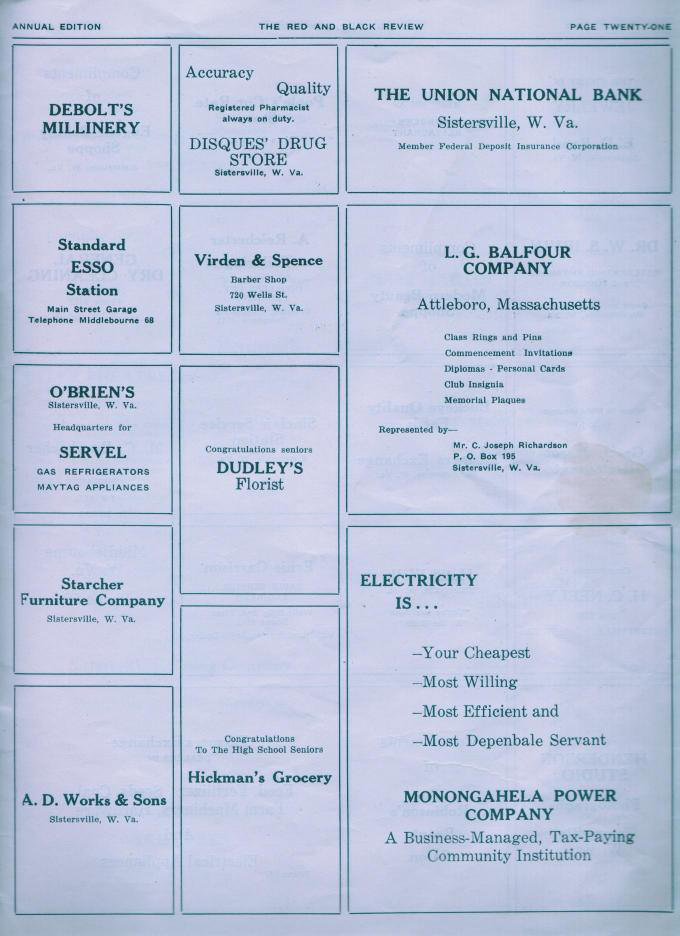 ANNUAL EDITION THE RED AND BLACK REVIEW PAGE TWENTY-ONE
DEBOLT'S
MILLINERY
Accuracy
Quality
Registered Pharmacist
always on duty.
DISQUES' DRUG
STORE
Sistersville, W. Va.
THE UNION NATIONAL BANK
Sistersville, W. Va.
Member Federal Deposit Insurance Corporation
Standard
ESSO
Station
Main Street Garage
Telephone Middlebourne 68
Virden & Spence
Barber Shop
720 Wells St.
Sistersville, W. Va.
L. G. BALFOUR
COMPANY
Attleboro, Massachusetts
Class Rings and Pins
Commencement Invitations
Diplomas - Personal Cards
Club Insignia
Memorial Plaques
Represented by—
Mr. C. Joseph Richardson
P. O. Box 195
Sistersville, W. Va.
O'BRIEN'S
Sistersville, W. Va.
Headquarters for
SERVEL
GAS REFRIGERATORS
MAYTAG APPLIANCES
Congratulations seniors
DUDLEY'S
Florist
Starcher
Furniture Company
Sistersville, W. Va.
ELECTRICITY
IS . . .
—Your Cheapest
—Most Willing
—Most Efficient and
—Most Depenbale Servant
MONONGAHELA POWER
COMPANY
A Business-Managed, Tax-Paying
Community Institution
A. D. Works & Sons
Sistersville, W. Va.
Congratulations
To The High School Seniors
Hickman's Grocery